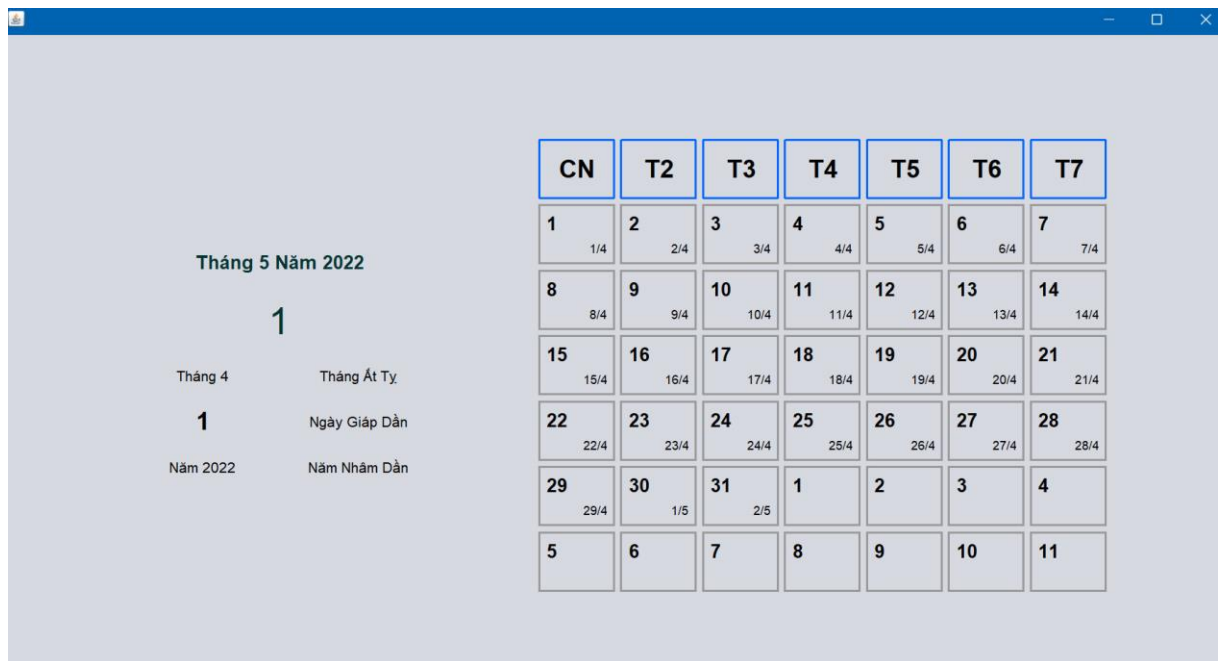 Tháng 5 Năm 2022
1
Tháng 4 Tháng Ất Tỵ
1 Ngày Giáp Dần
Năm 2022 Năm Nhâm Dần
CN T2 T3 T4 T5 T6 T7
1 2 3 4 5 6 7
1/4 2/4 3/4 4/4 5/4 6/4 7/4
8 9 10 11 12 13 14
8/4 9/4 10/4 11/4 12/4 13/4 14/4
15 16 17 18 19 20 21
15/4 16/4 17/4 18/4 19/4 20/4 21/4
22 23 24 25 26 27 28
22/4 23/4 24/4 25/4 26/4 27/4 28/4
29 30 31 1 2 3 4
29/4 1/5 2/5
5 6 7 8 9 10 11